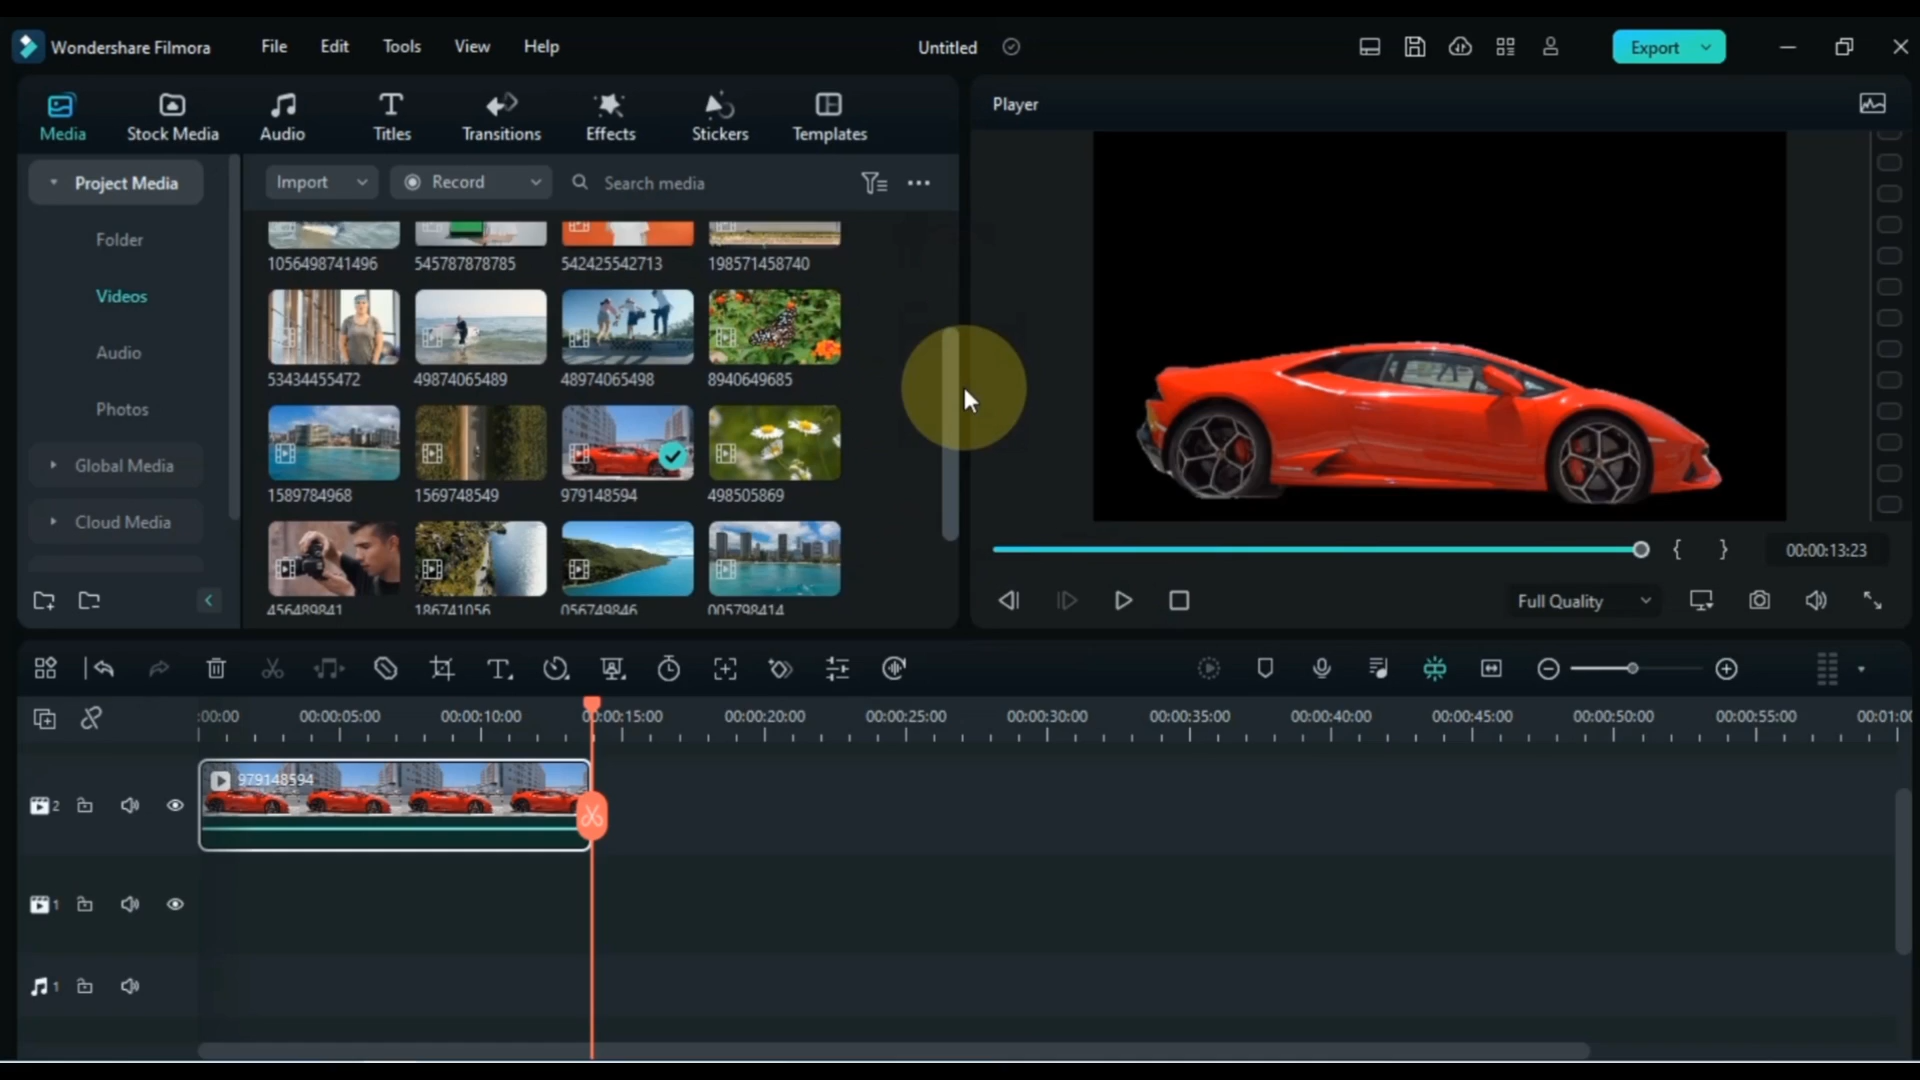 Wondershare Filmora File Edit Tools View Help Untitled Export
Media Stock Media Audio Titles Transitions Effects Stickers Templates
Player
Project Media
Import Record Search media
Folder
Videos
Audio
Photos
Global Media
Cloud Media
1056498741496 545787878785 542425542713 198571458740
53434455472 49874065489 48974065498 8940649685
1589784968 1569748549 979148594 498505869
456489841 186741056 056749846 005798414
{ } 00:00:13:23
Full Quality
:00:00 00:00:05:00 00:00:10:00 00:00:15:00 00:00:20:00 00:00:25:00 00:00:30:00 00:00:35:00 00:00:40:00 00:00:45:00 00:00:50:00 00:00:55:00 00:01:00
979148594
2
1
1